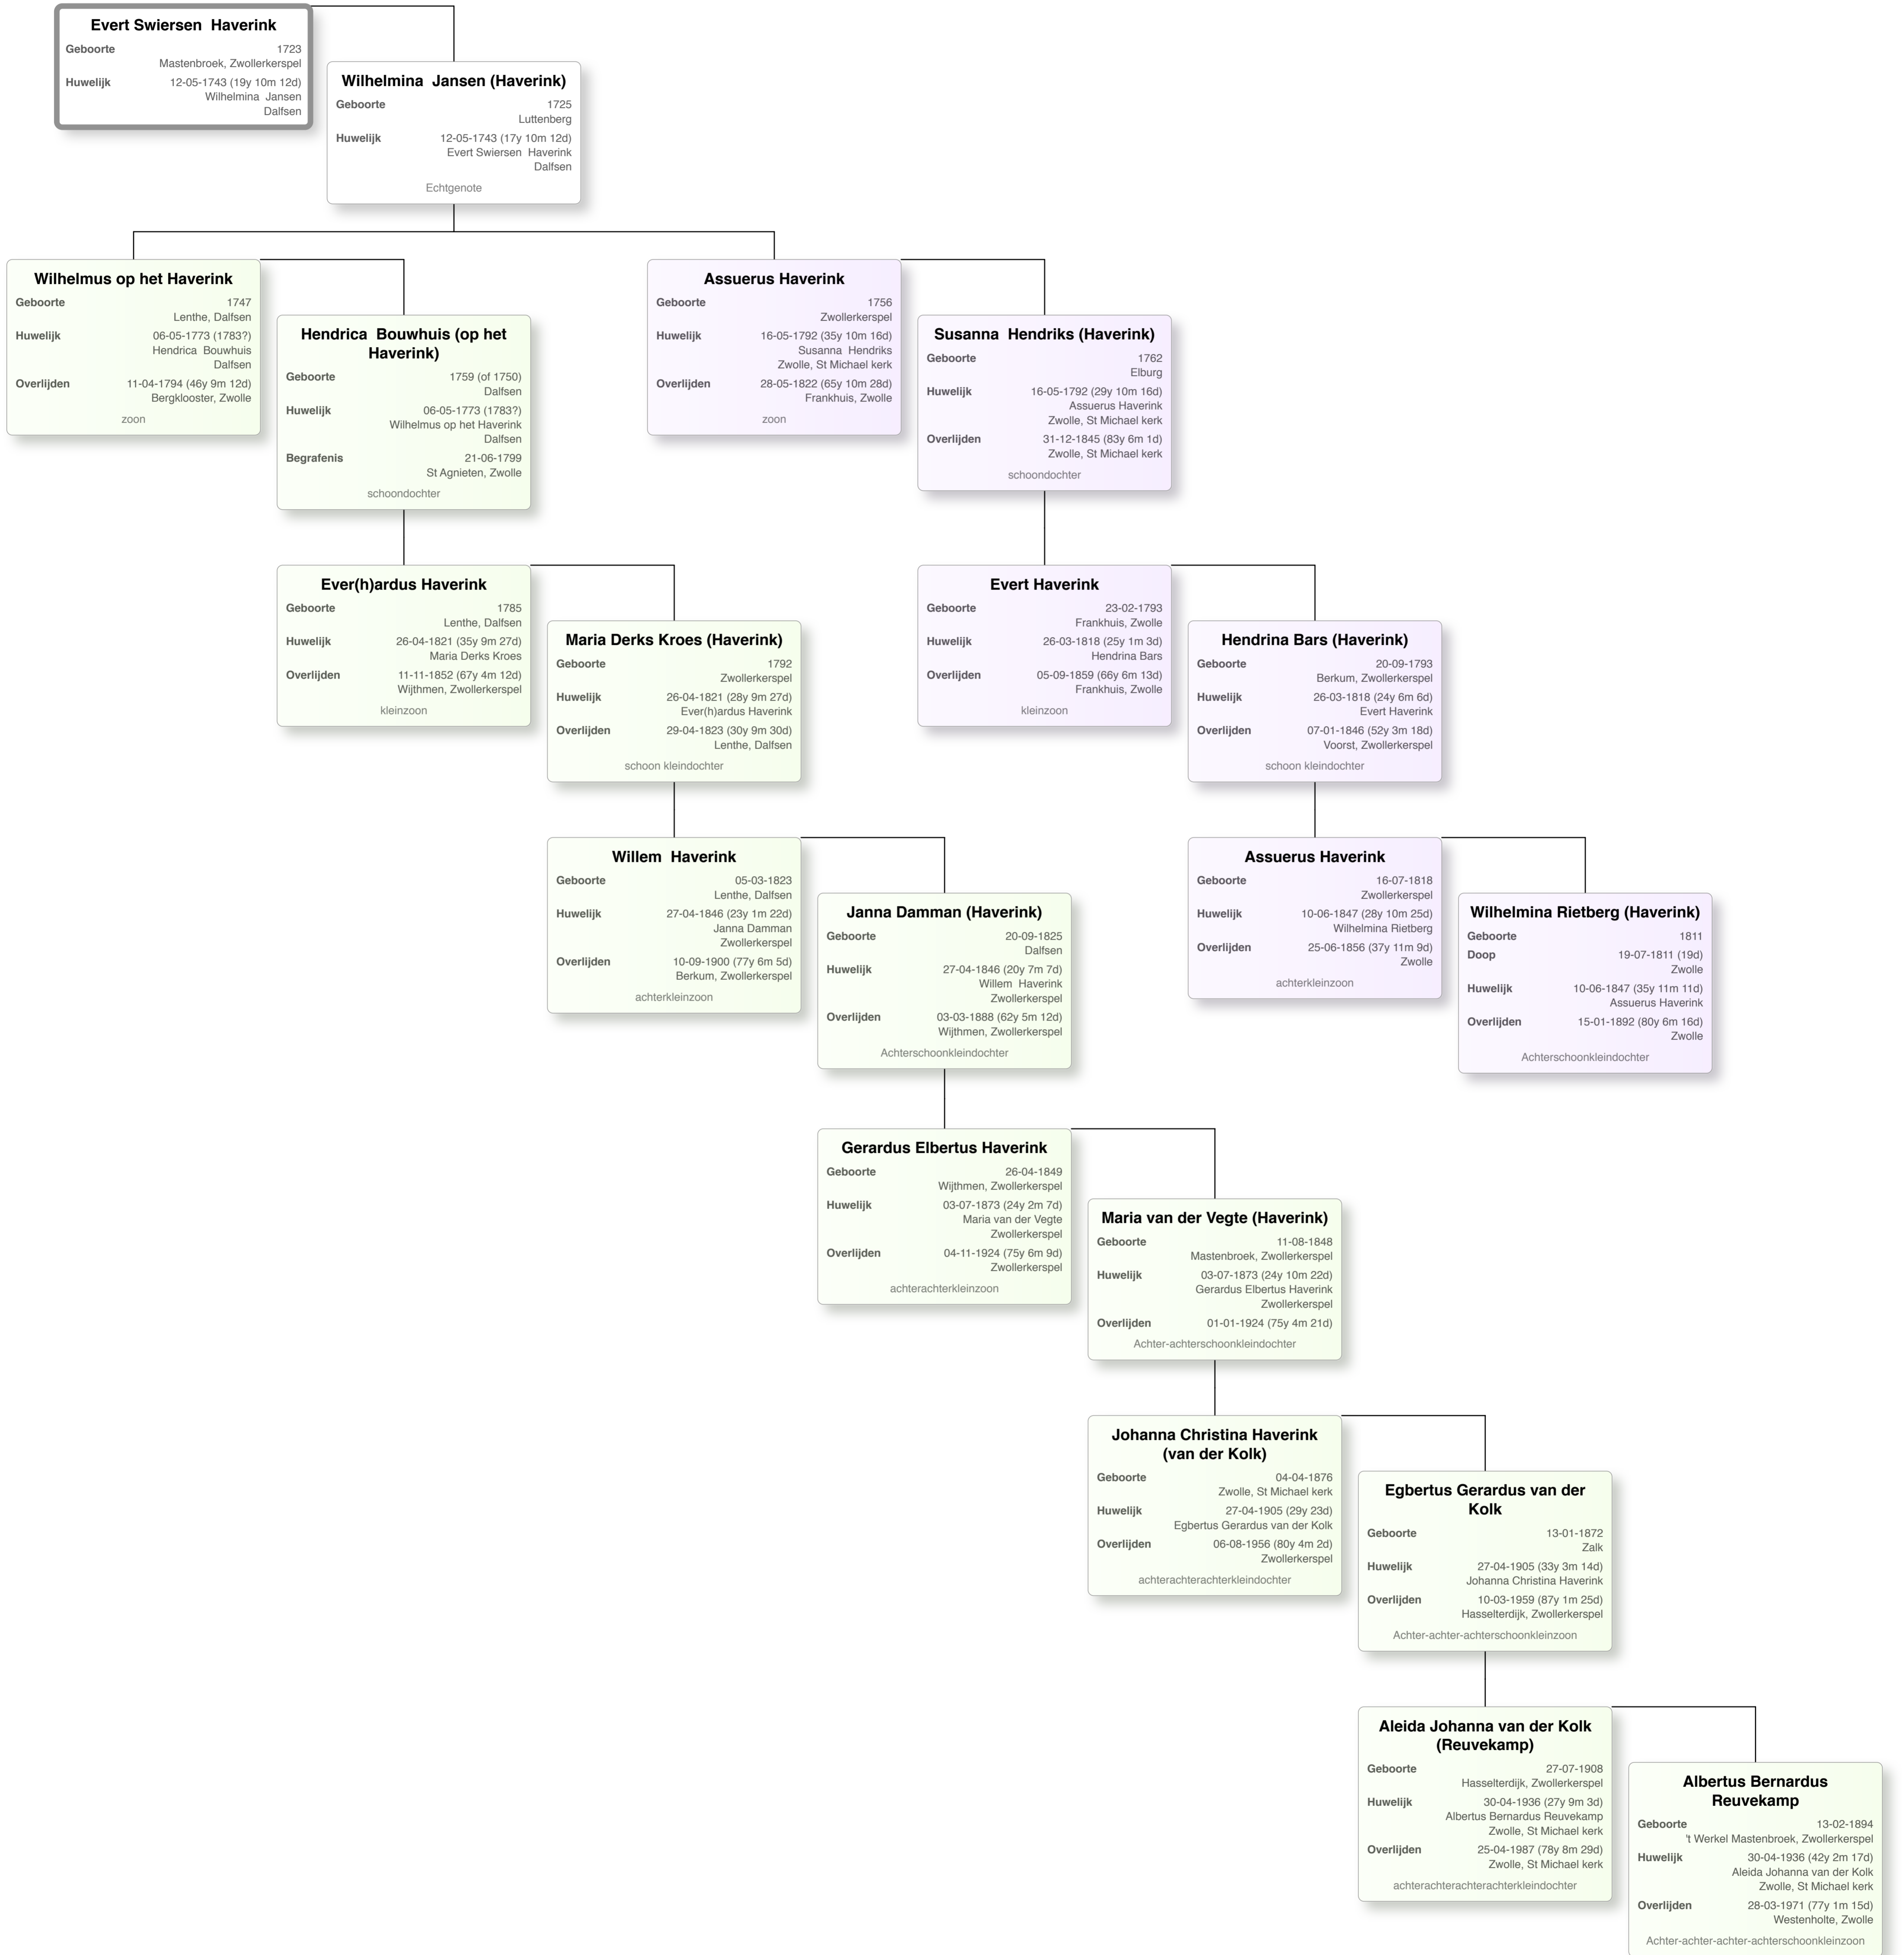 Evert Swiersen  Haverink
Geboorte 1723
Mastenbroek, Zwollerkerspel
Huwelijk 12-05-1743 (19y 10m 12d)
Wilhelmina  Jansen
Dalfsen
Wilhelmina  Jansen (Haverink)
Geboorte 1725
Luttenberg
Huwelijk 12-05-1743 (17y 10m 12d)
Evert Swiersen  Haverink
Dalfsen
Echtgenote
Wilhelmus op het Haverink
Geboorte 1747
Lenthe, Dalfsen
Huwelijk 06-05-1773 (1783?)
Hendrica  Bouwhuis
Dalfsen
Overlijden 11-04-1794 (46y 9m 12d)
Bergklooster, Zwolle
zoon
Hendrica  Bouwhuis (op het
Haverink)
Geboorte 1759 (of 1750)
Dalfsen
Huwelijk 06-05-1773 (1783?)
Wilhelmus op het Haverink
Dalfsen
Begrafenis 21-06-1799
St Agnieten, Zwolle
schoondochter
Assuerus Haverink
Geboorte 1756
Zwollerkerspel
Huwelijk 16-05-1792 (35y 10m 16d)
Susanna  Hendriks
Zwolle, St Michael kerk
Overlijden 28-05-1822 (65y 10m 28d)
Frankhuis, Zwolle
zoon
Susanna  Hendriks (Haverink)
Geboorte 1762
Elburg
Huwelijk 16-05-1792 (29y 10m 16d)
Assuerus Haverink
Zwolle, St Michael kerk
Overlijden 31-12-1845 (83y 6m 1d)
Zwolle, St Michael kerk
schoondochter
Ever(h)ardus Haverink
Geboorte 1785
Lenthe, Dalfsen
Huwelijk 26-04-1821 (35y 9m 27d)
Maria Derks Kroes
Overlijden 11-11-1852 (67y 4m 12d)
Wijthmen, Zwollerkerspel
kleinzoon
Maria Derks Kroes (Haverink)
Geboorte 1792
Zwollerkerspel
Huwelijk 26-04-1821 (28y 9m 27d)
Ever(h)ardus Haverink
Overlijden 29-04-1823 (30y 9m 30d)
Lenthe, Dalfsen
schoon kleindochter
Evert Haverink
Geboorte 23-02-1793
Frankhuis, Zwolle
Huwelijk 26-03-1818 (25y 1m 3d)
Hendrina Bars
Overlijden 05-09-1859 (66y 6m 13d)
Frankhuis, Zwolle
kleinzoon
Hendrina Bars (Haverink)
Geboorte 20-09-1793
Berkum, Zwollerkerspel
Huwelijk 26-03-1818 (24y 6m 6d)
Evert Haverink
Overlijden 07-01-1846 (52y 3m 18d)
Voorst, Zwollerkerspel
schoon kleindochter
Willem  Haverink
Geboorte 05-03-1823
Lenthe, Dalfsen
Huwelijk 27-04-1846 (23y 1m 22d)
Janna Damman
Zwollerkerspel
Overlijden 10-09-1900 (77y 6m 5d)
Berkum, Zwollerkerspel
achterkleinzoon
Janna Damman (Haverink)
Geboorte 20-09-1825
Dalfsen
Huwelijk 27-04-1846 (20y 7m 7d)
Willem  Haverink
Zwollerkerspel
Overlijden 03-03-1888 (62y 5m 12d)
Wijthmen, Zwollerkerspel
Achterschoonkleindochter
Assuerus Haverink
Geboorte 16-07-1818
Zwollerkerspel
Huwelijk 10-06-1847 (28y 10m 25d)
Wilhelmina Rietberg
Overlijden 25-06-1856 (37y 11m 9d)
Zwolle
achterkleinzoon
Wilhelmina Rietberg (Haverink)
Geboorte 1811
Doop 19-07-1811 (19d)
Zwolle
Huwelijk 10-06-1847 (35y 11m 11d)
Assuerus Haverink
Overlijden 15-01-1892 (80y 6m 16d)
Zwolle
Achterschoonkleindochter
Gerardus Elbertus Haverink
Geboorte 26-04-1849
Wijthmen, Zwollerkerspel
Huwelijk 03-07-1873 (24y 2m 7d)
Maria van der Vegte
Zwollerkerspel
Overlijden 04-11-1924 (75y 6m 9d)
Zwollerkerspel
achterachterkleinzoon
Maria van der Vegte (Haverink)
Geboorte 11-08-1848
Mastenbroek, Zwollerkerspel
Huwelijk 03-07-1873 (24y 10m 22d)
Gerardus Elbertus Haverink
Zwollerkerspel
Overlijden 01-01-1924 (75y 4m 21d)
Achter-achterschoonkleindochter
Johanna Christina Haverink
(van der Kolk)
Geboorte 04-04-1876
Zwolle, St Michael kerk
Huwelijk 27-04-1905 (29y 23d)
Egbertus Gerardus van der Kolk
Overlijden 06-08-1956 (80y 4m 2d)
Zwollerkerspel
achterachterachterkleindochter
Egbertus Gerardus van der
Kolk
Geboorte 13-01-1872
Zalk
Huwelijk 27-04-1905 (33y 3m 14d)
Johanna Christina Haverink
Overlijden 10-03-1959 (87y 1m 25d)
Hasselterdijk, Zwollerkerspel
Achter-achter-achterschoonkleinzoon
Aleida Johanna van der Kolk
(Reuvekamp)
Geboorte 27-07-1908
Hasselterdijk, Zwollerkerspel
Huwelijk 30-04-1936 (27y 9m 3d)
Albertus Bernardus Reuvekamp
Zwolle, St Michael kerk
Overlijden 25-04-1987 (78y 8m 29d)
Zwolle, St Michael kerk
achterachterachterachterkleindochter
Albertus Bernardus
Reuvekamp
Geboorte 13-02-1894
't Werkel Mastenbroek, Zwollerkerspel
Huwelijk 30-04-1936 (42y 2m 17d)
Aleida Johanna van der Kolk
Zwolle, St Michael kerk
Overlijden 28-03-1971 (77y 1m 15d)
Westenholte, Zwolle
Achter-achter-achter-achterschoonkleinzoon